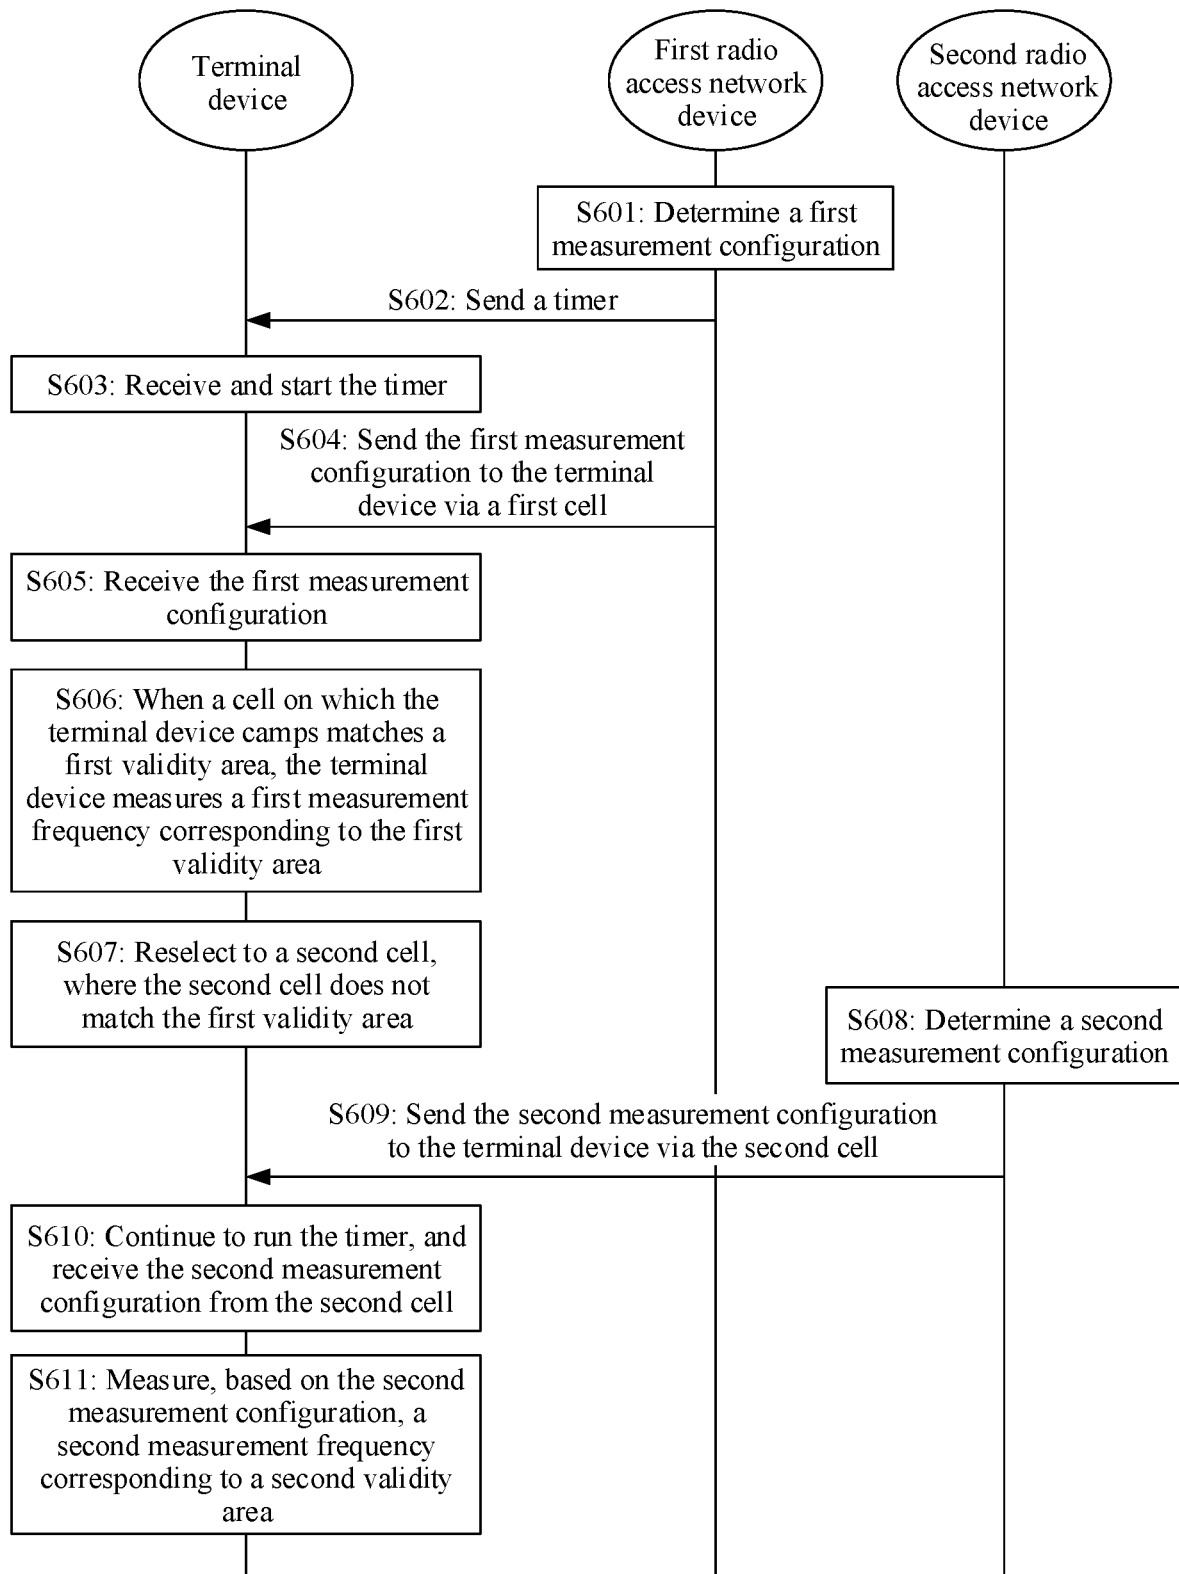 Terminal
device
First radio
access network
device
Second radio
access network
device
S601: Determine a first
measurement configuration
S602: Send a timer
S603: Receive and start the timer
S604: Send the first measurement
configuration to the terminal
device via a first cell
S605: Receive the first measurement
configuration
S606: When a cell on which the
terminal device camps matches a
first validity area, the terminal
device measures a first measurement
frequency corresponding to the first
validity area
S607: Reselect to a second cell,
where the second cell does not
match the first validity area
S608: Determine a second
measurement configuration
S609: Send the second measurement configuration
to the terminal device via the second cell
S610: Continue to run the timer, and
receive the second measurement
configuration from the second cell
S611: Measure, based on the second
measurement configuration, a
second measurement frequency
corresponding to a second validity
area